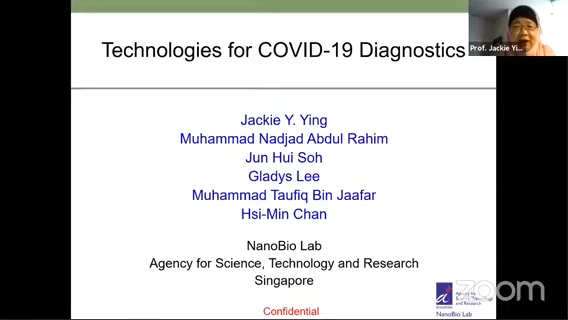 Technologies for COVID-19 Diagnostics
Prof. Jackie Yi...
Jackie Y. Ying
Muhammad Nadjad Abdul Rahim
Jun Hui Soh
Gladys Lee
Muhammad Taufiq Bin Jaafar
Hsi-Min Chan
NanoBio Lab
Agency for Science, Technology and Research
Singapore
Confidential
zoom
NanoBio Lab